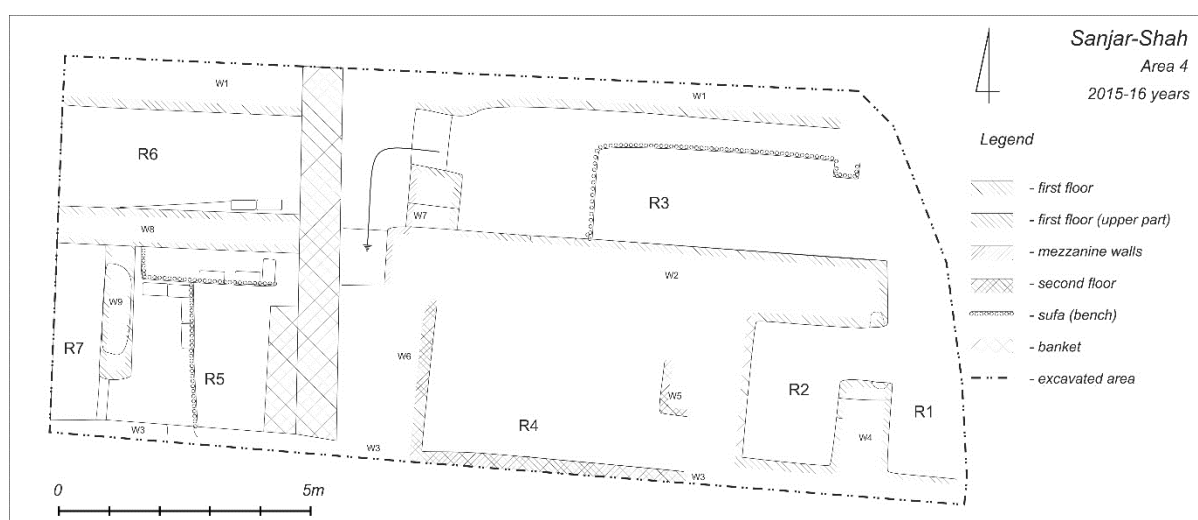 Sanjar-Shah
Area 4
2015-16 years
Legend
- first floor
- first floor (upper part)
- mezzanine walls
- second floor
- sufa (bench)
- banket
- excavated area
W1
W1
R6
R3
W7
W8
W2
W9
R7
R5
W6
W5
R2
R1
R4
W4
W3
W3
W3
0 5m